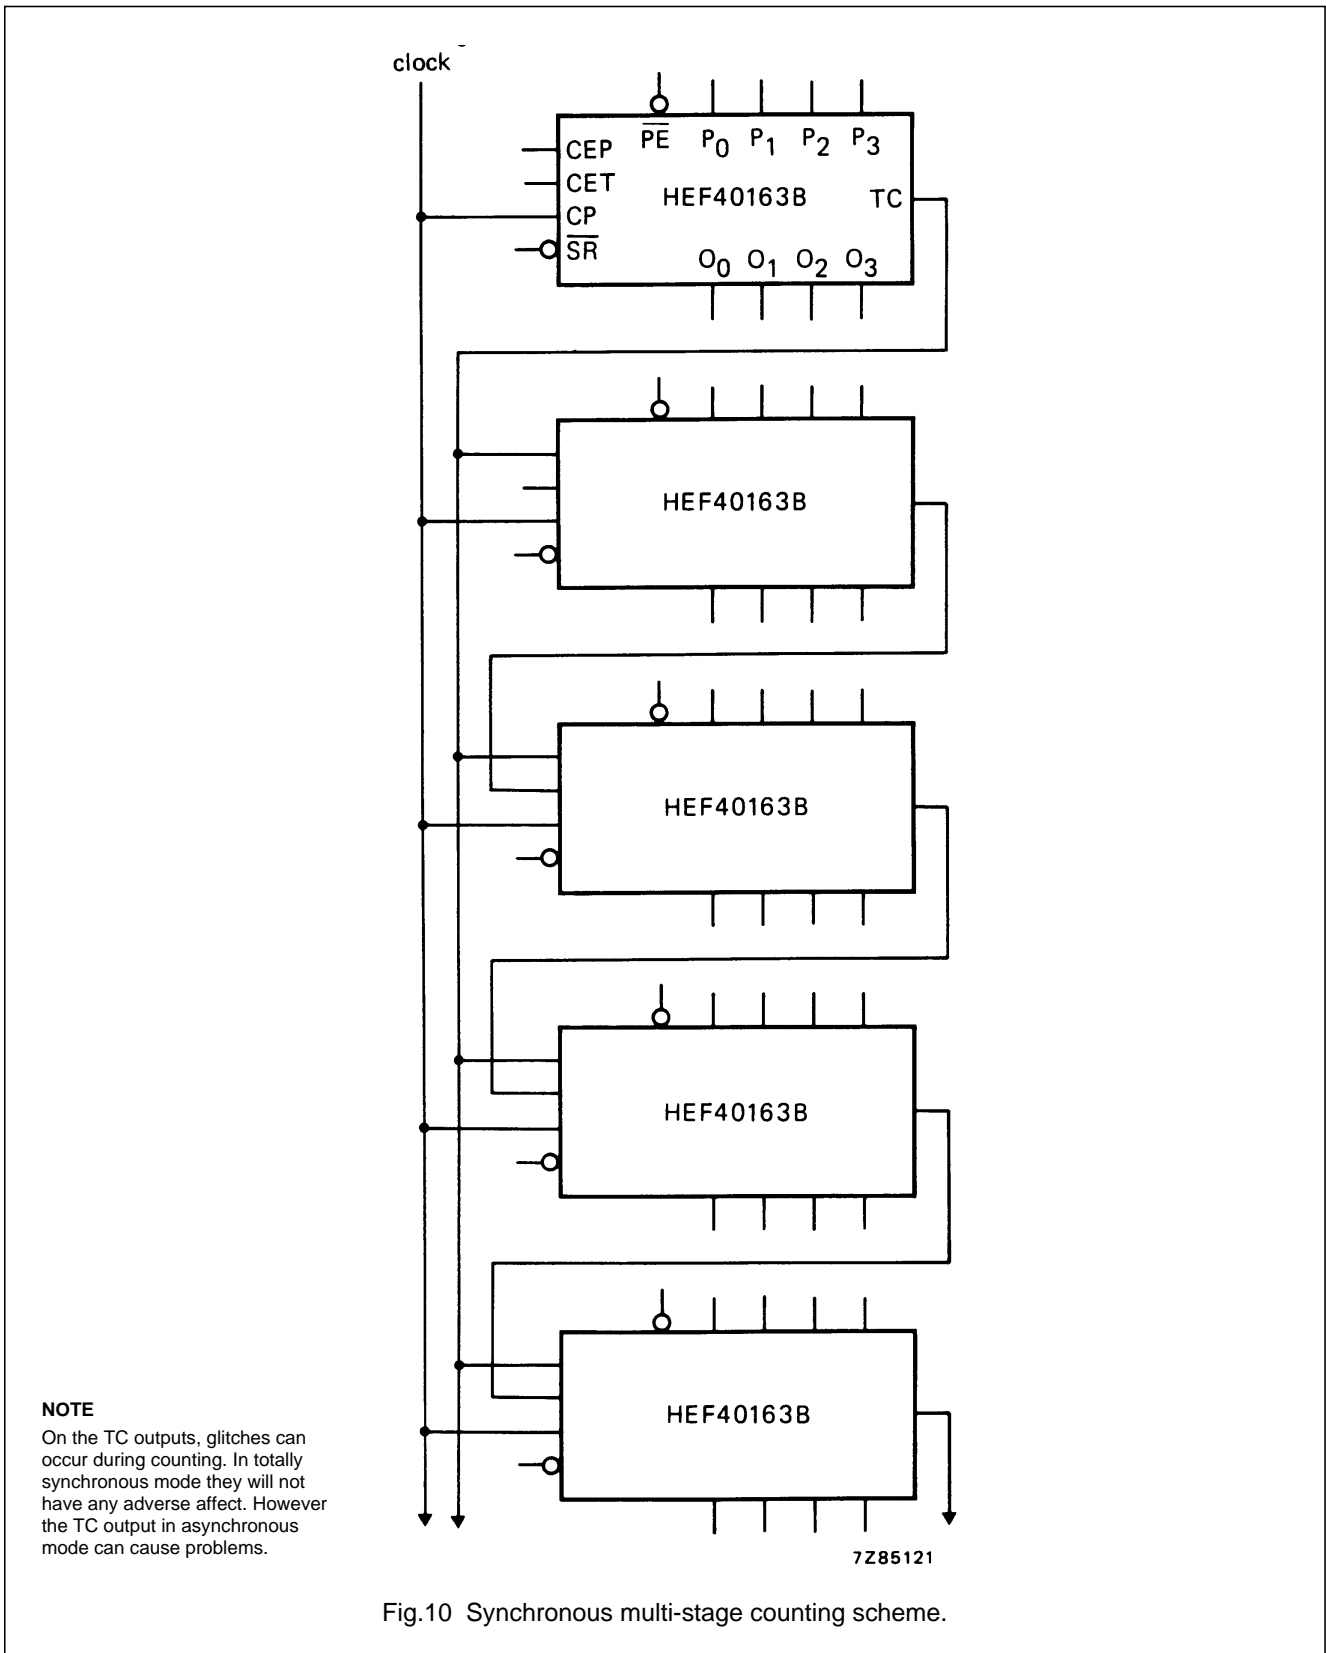 clock
PE P0 P1 P2 P3
CEP
CET
HEF40163B TC
CP
SR
O0 O1 O2 O3
HEF40163B
HEF40163B
HEF40163B
HEF40163B
NOTE
On the TC outputs, glitches can
occur during counting. In totally
synchronous mode they will not
have any adverse affect. However
the TC output in asynchronous
mode can cause problems.
7Z85121
Fig.10 Synchronous multi-stage counting scheme.